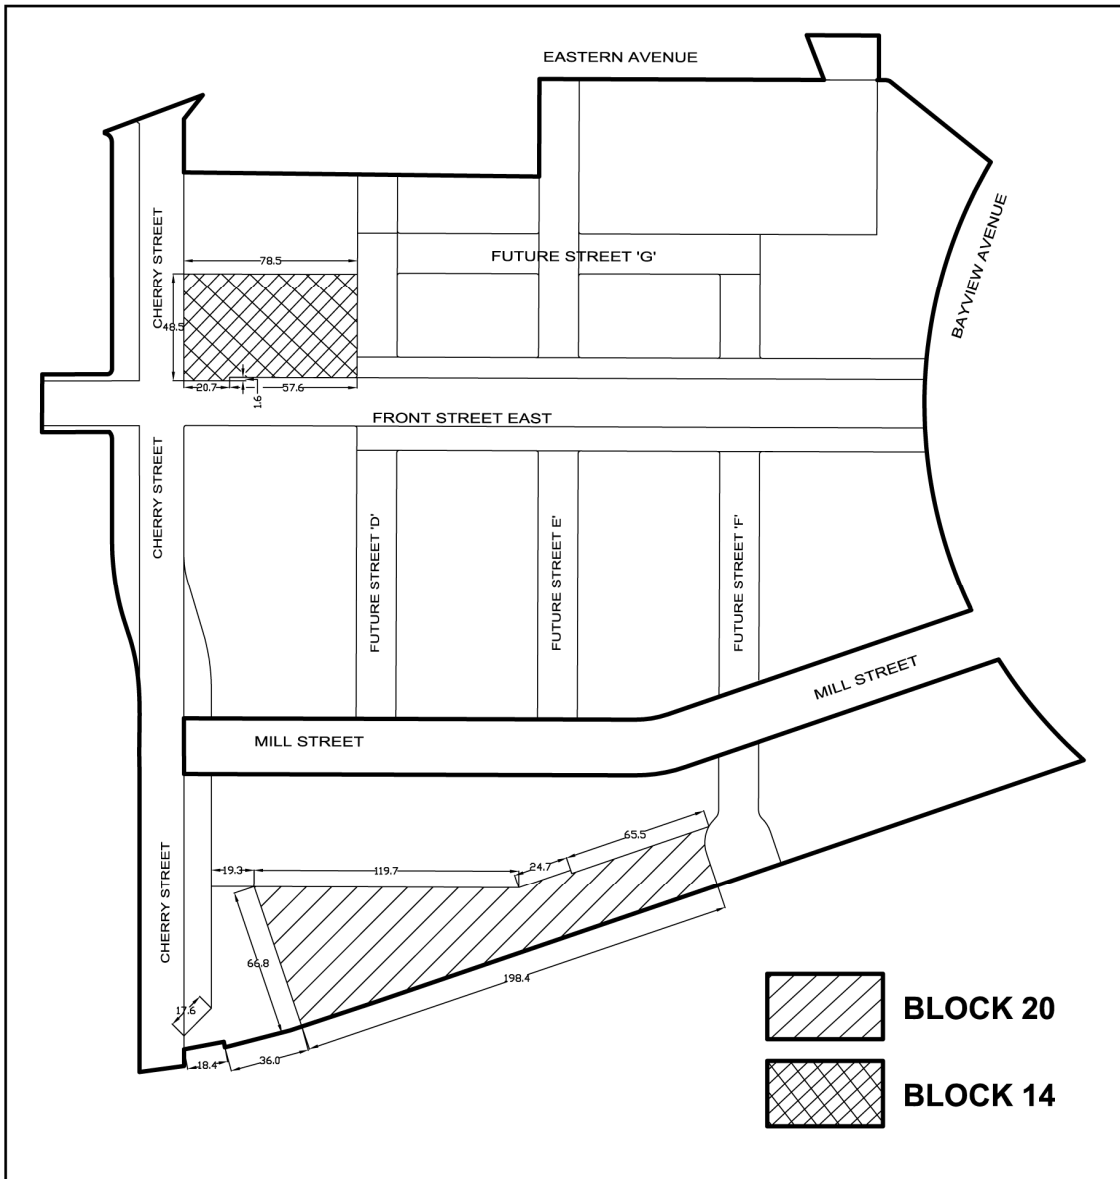 EASTERN AVENUE
CHERRY STREET
BAYVIEW AVENUE
FUTURE STREET 'G'
78.5
48.5
20.7
57.6
1.6
FRONT STREET EAST
CHERRY STREET
FUTURE STREET 'D'
FUTURE STREET E'
FUTURE STREET 'F'
MILL STREET
MILL STREET
65.5
24.7
19.3
119.7
CHERRY STREET
66.8
198.4
17.6
18.4
36.0
BLOCK 20
BLOCK 14